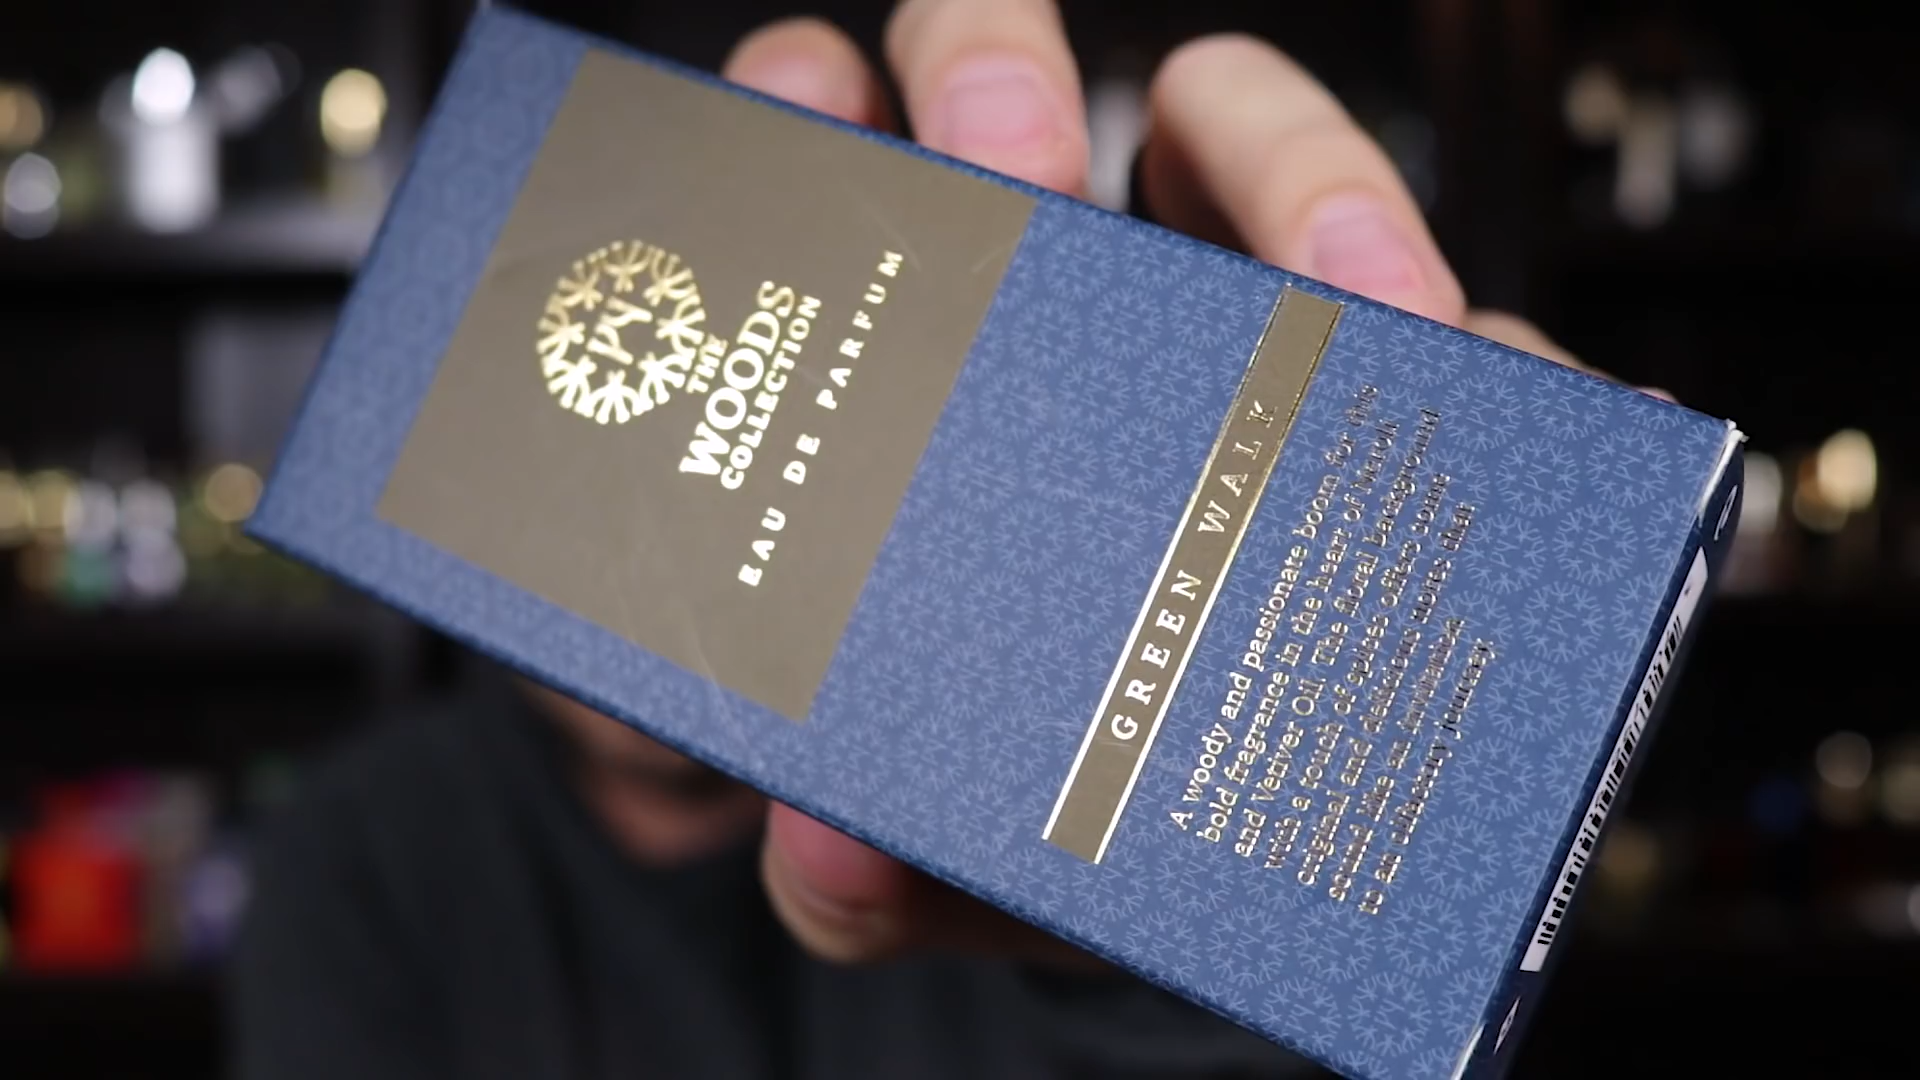 THE
WOODS
COLLECTION
EAU DE PARFUM
GREEN WALK
A woody and passionate boom for this
bold fragrance in the heart of Neroli
and Vetiver Oil. The floral background
with a touch of spices offers some
original and delicious notes that
sound like an invitation
to an olfactory journey.